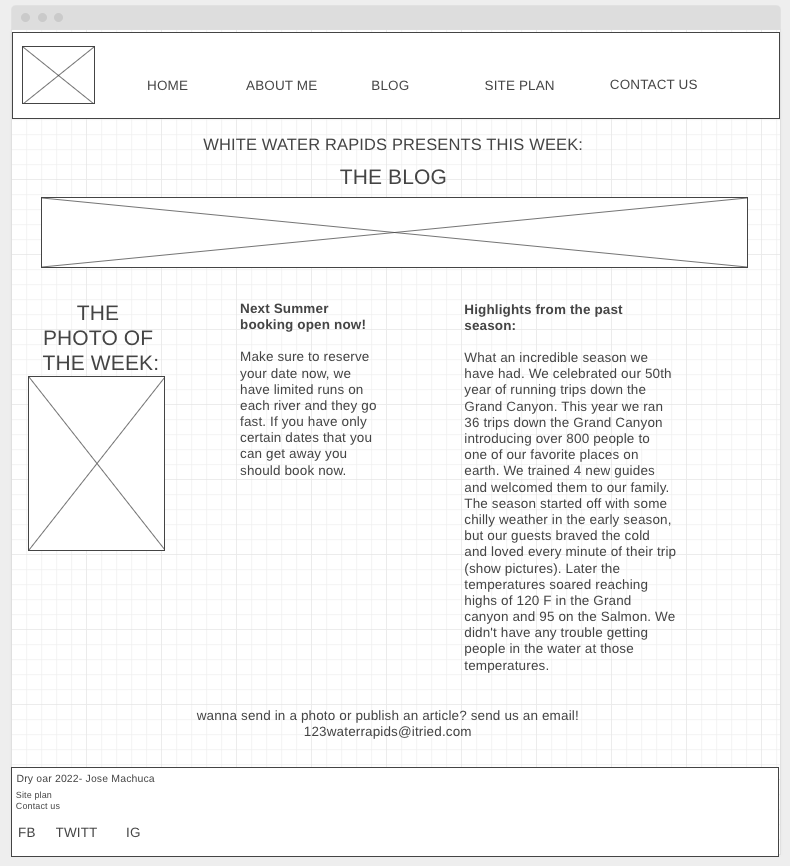 HOME ABOUT ME BLOG SITE PLAN CONTACT US
WHITE WATER RAPIDS PRESENTS THIS WEEK:
THE BLOG
THE
PHOTO OF
THE WEEK:
Next Summer
booking open now!
Make sure to reserve
your date now, we
have limited runs on
each river and they go
fast. If you have only
certain dates that you
can get away you
should book now.
Highlights from the past
season:
What an incredible season we
have had. We celebrated our 50th
year of running trips down the
Grand Canyon. This year we ran
36 trips down the Grand Canyon
introducing over 800 people to
one of our favorite places on
earth. We trained 4 new guides
and welcomed them to our family.
The season started off with some
chilly weather in the early season,
but our guests braved the cold
and loved every minute of their trip
(show pictures). Later the
temperatures soared reaching
highs of 120 F in the Grand
canyon and 95 on the Salmon. We
didn't have any trouble getting
people in the water at those
temperatures.
wanna send in a photo or publish an article? send us an email!
123waterrapids@itried.com
Dry oar 2022- Jose Machuca
Site plan
Contact us
FB TWITT IG